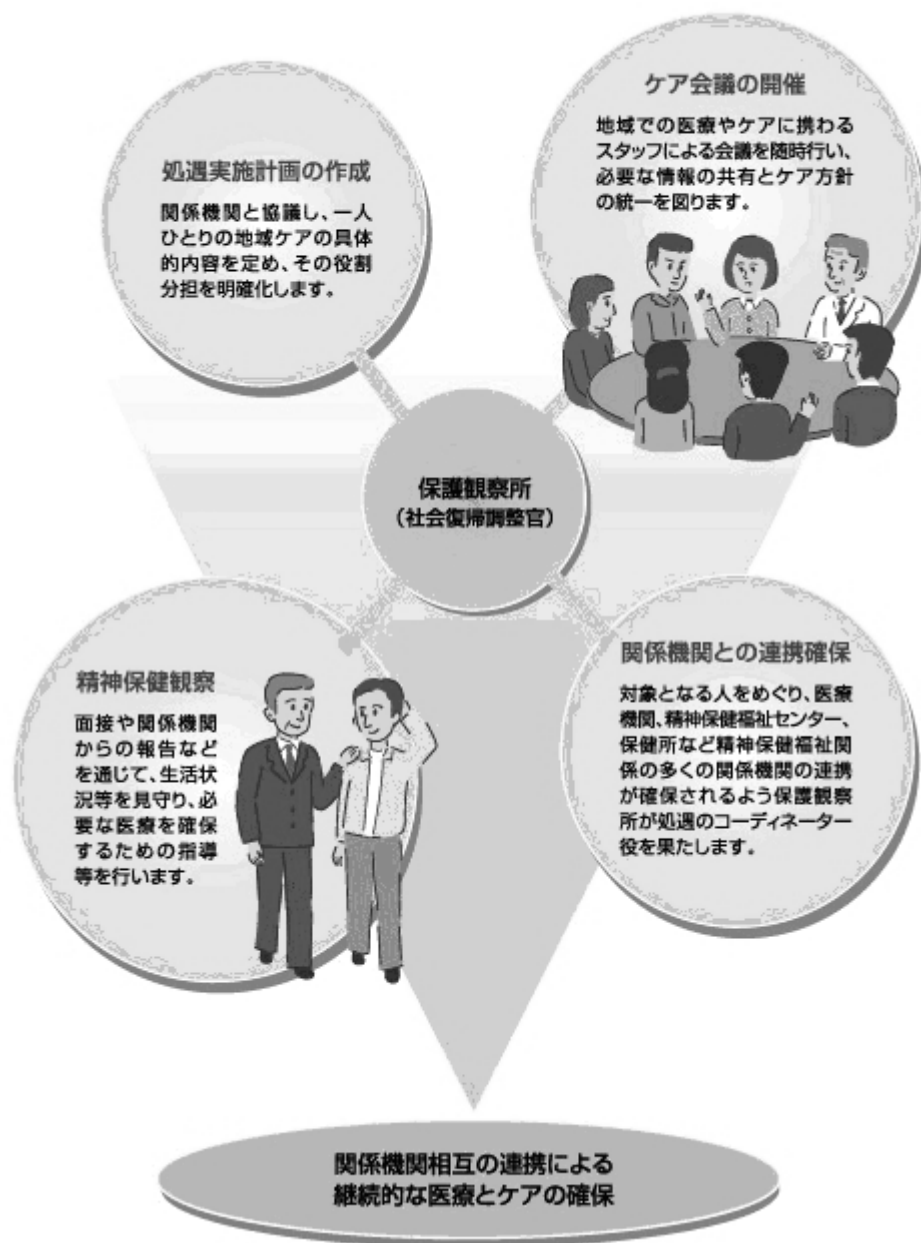 処遇実施計画の作成
関係機関と協議し、一人
ひとりの地域ケアの具体
的内容を定め、その役割
分担を明確化します。
ケア会議の開催
地域での医療やケアに携わる
スタッフによる会議を随時行い、
必要な情報の共有とケア方針
の統一を図ります。
保護観察所
（社会復帰調整官）
精神保健観察
面接や関係機関
からの報告など
を通じて、生活状
況等を見守り、必
要な医療を確保
するための指導
等を行います。
関係機関との連携確保
対象となる人をめぐり、医療
機関、精神保健福祉センター、
保健所など精神保健福祉関
係の多くの関係機関の連携
が確保されるよう保護観察
所が処遇のコーディネーター
役を果たします。
関係機関相互の連携による
継続的な医療とケアの確保